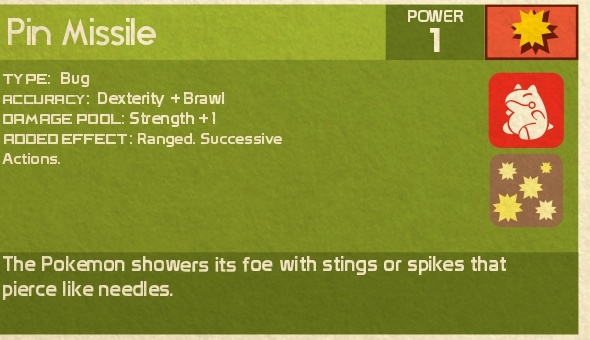 Pin Missile
POWER
1
TYPE: Bug
ACCURACY: Dexterity +Brawl
DAMAGE POOL: Strength +1
ADDED EFFECT: Ranged. Successive
Actions.
The Pokemon showers its foe with stings or spikes that
pierce like needles.